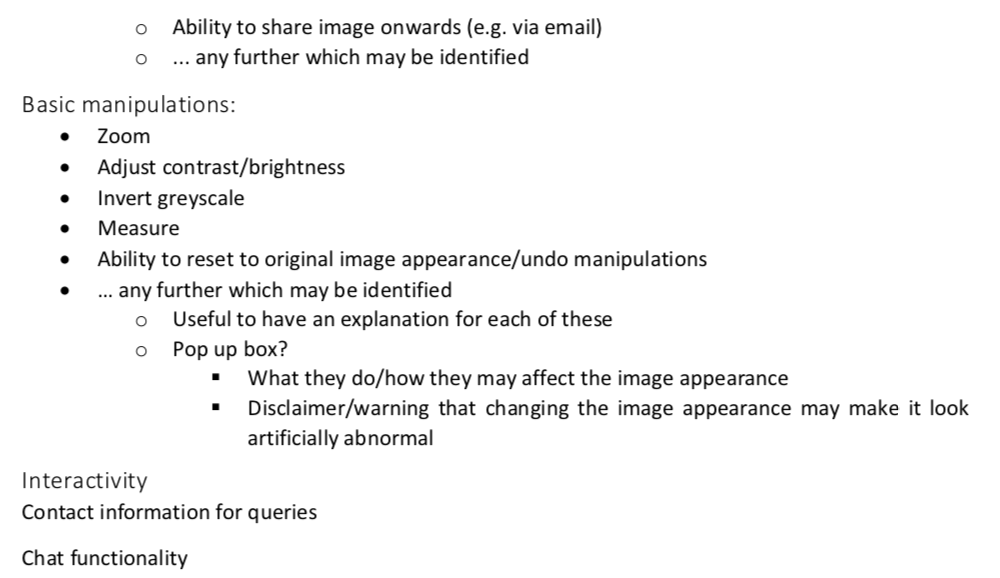 o Ability to share image onwards (e.g. via email)
o ... any further which may be identified
Basic manipulations:
• Zoom
• Adjust contrast/brightness
• Invert greyscale
• Measure
• Ability to reset to original image appearance/undo manipulations
• ... any further which may be identified
o Useful to have an explanation for each of these
o Pop up box?
▪ What they do/how they may affect the image appearance
▪ Disclaimer/warning that changing the image appearance may make it look
artificially abnormal
Interactivity
Contact information for queries
Chat functionality